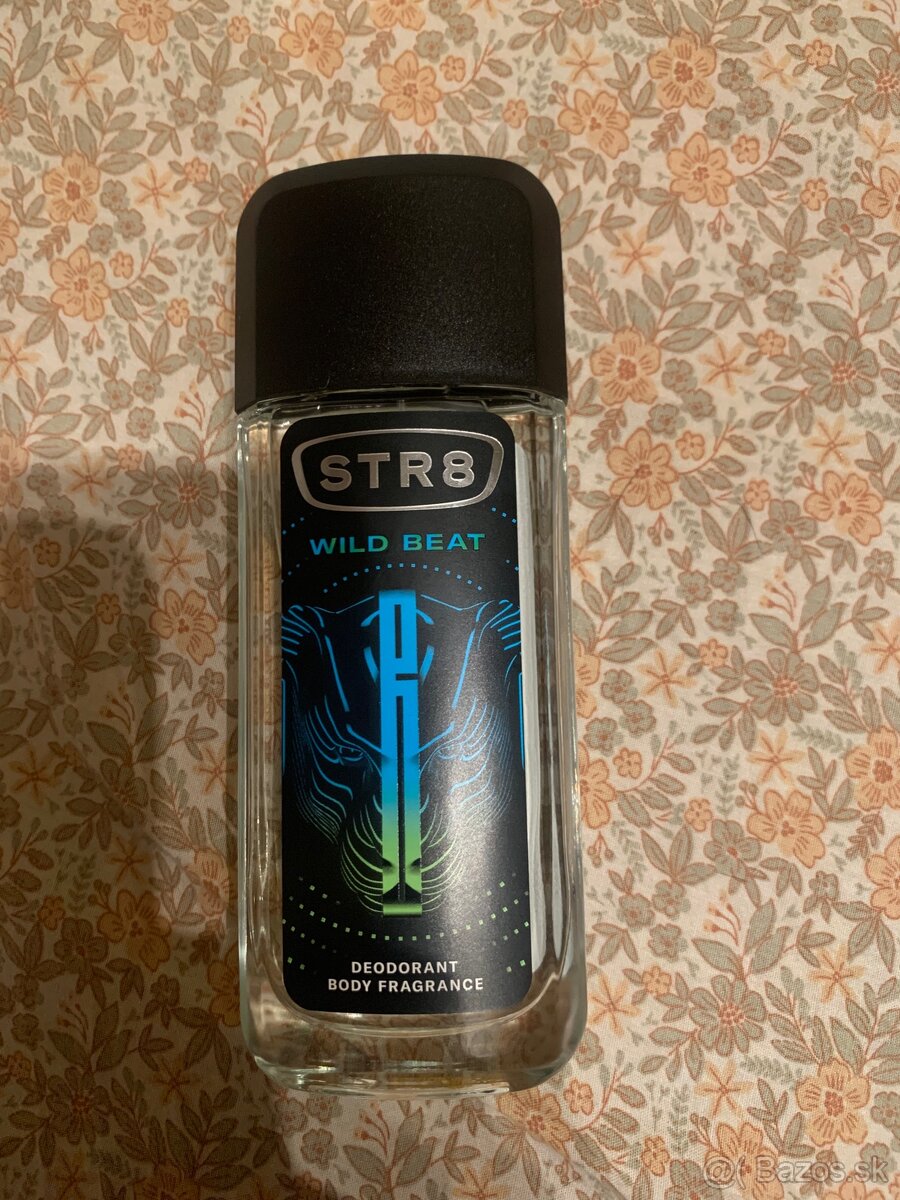 STR8
WILD BEAT
DEODORANT
BODY FRAGRANCE
Bazos.sk